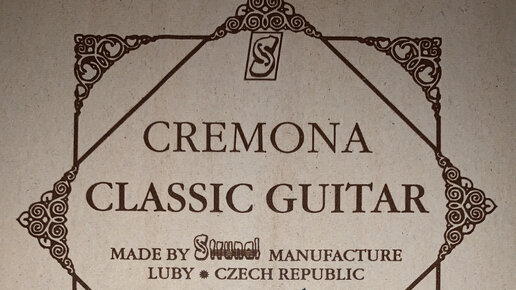 S
CREMONA
CLASSIC GUITAR
MADE BY Strunal MANUFACTURE
LUBY * CZECH REPUBLIC